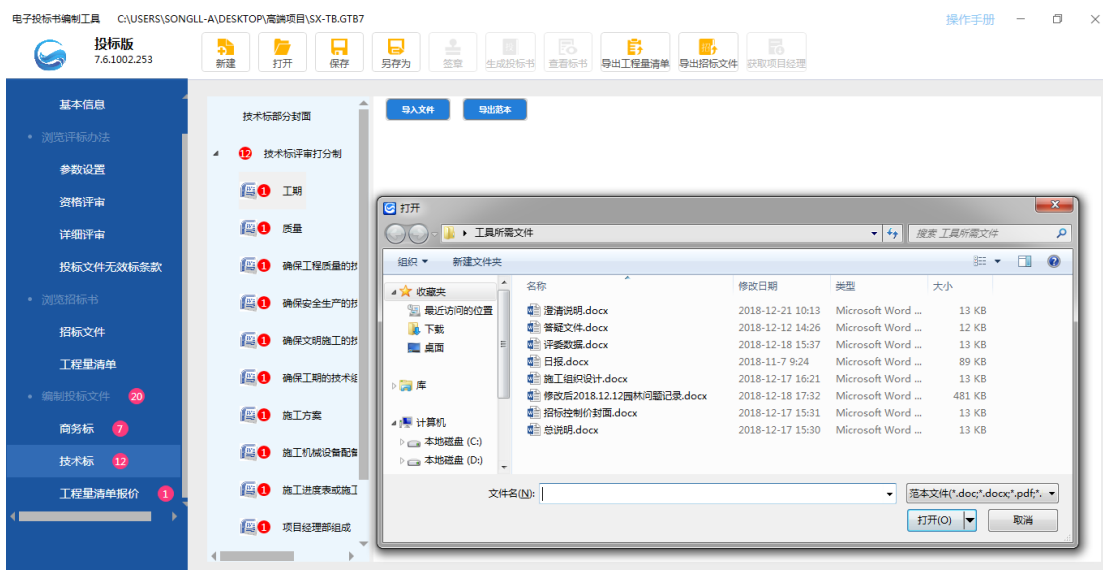 电子投标书编制工具 C:\USERS\SONGLL-A\DESKTOP\高端项目\SX-TB.GTB7 操作手册
投标版
7.6.1002.253
新建 打开 保存 另存为 签章 生成投标书 查看标书 导出工程量清单 导出招标文件 获取项目经理
基本信息
浏览评标办法
参数设置
资格评审
详细评审
投标文件无效标条款
浏览招标书
招标文件
工程量清单
编制投标文件 20
商务标 7
技术标 12
工程量清单报价 1
技术标部分封面
12 技术标评审打分制
1 工期
1 质量
1 确保工程质量的技
1 确保安全生产的技
1 确保文明施工的技
1 确保工期的技术组
1 施工方案
1 施工机械设备配备
1 施工进度表或施工
1 项目经理部组成
导入文件 导出范本
打开
工具所需文件 搜索 工具所需文件
组织 新建文件夹
收藏夹
最近访问的位置
下载
桌面
库
计算机
本地磁盘 (C:)
本地磁盘 (D:)
名称 修改日期 类型 大小
澄清说明.docx 2018-12-21 10:13 Microsoft Word ... 13 KB
答疑文件.docx 2018-12-12 14:26 Microsoft Word ... 12 KB
评委数据.docx 2018-12-18 15:37 Microsoft Word ... 13 KB
日报.docx 2018-11-7 9:24 Microsoft Word ... 89 KB
施工组织设计.docx 2018-12-17 16:21 Microsoft Word ... 13 KB
修改后2018.12.12园林问题记录.docx 2018-12-18 17:32 Microsoft Word ... 481 KB
招标控制价封面.docx 2018-12-17 15:31 Microsoft Word ... 13 KB
总说明.docx 2018-12-17 15:30 Microsoft Word ... 13 KB
文件名(N): 范本文件(*.doc;*.docx;*.pdf;*.
打开(O) 取消